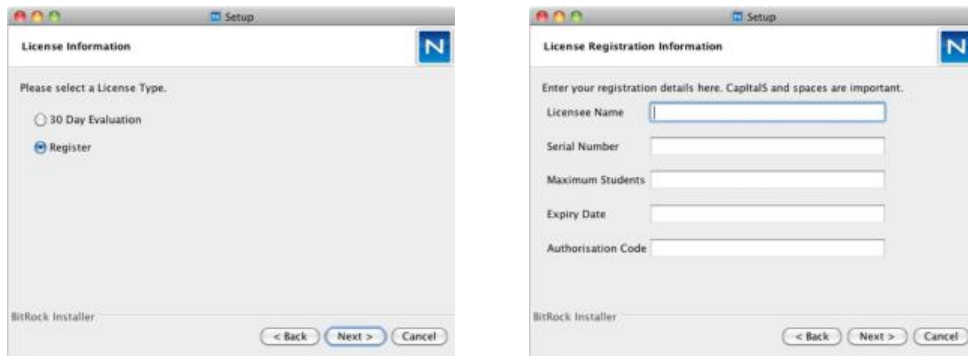 Setup
License Information
N
Please select a License Type.
30 Day Evaluation
Register
BitRock Installer
< Back Next > Cancel
Setup
License Registration Information
N
Enter your registration details here. CapItalS and spaces are important.
Licensee Name
Serial Number
Maximum Students
Expiry Date
Authorisation Code
BitRock Installer
< Back Next > Cancel